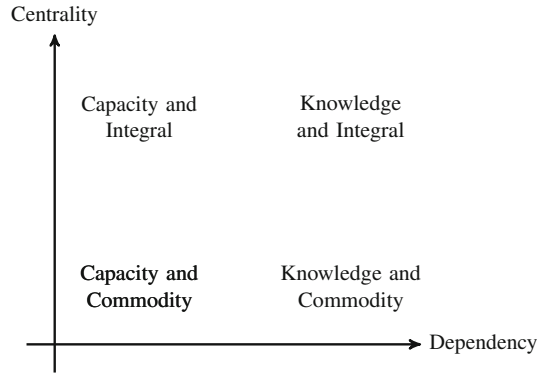 Centrality
Capacity and
Integral
Knowledge
and Integral
Capacity and
Commodity
Knowledge and
Commodity
Dependency